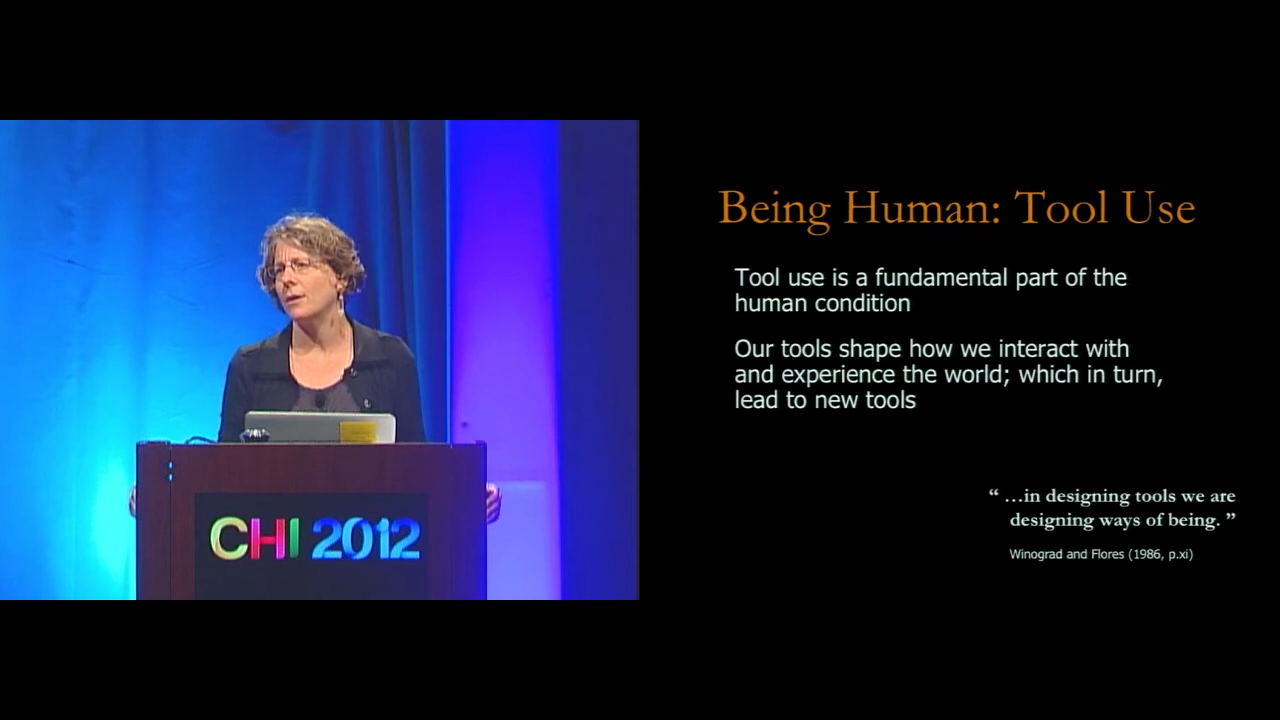 CHI 2012
Being Human: Tool Use
Tool use is a fundamental part of the
human condition
Our tools shape how we interact with
and experience the world; which in turn,
lead to new tools
“ …in designing tools we are
designing ways of being. ”
Winograd and Flores (1986, p.xi)